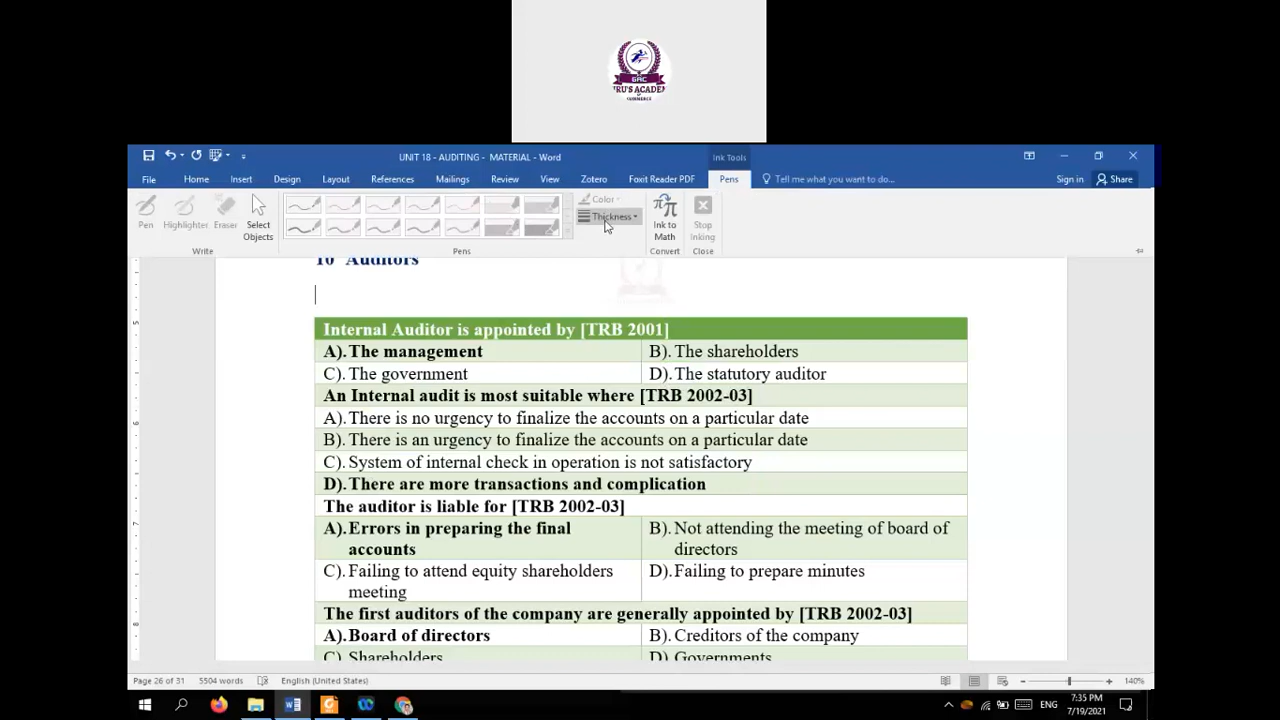 GAC
RU'S ACADEM
COMMERCE
UNIT 18 - AUDITING - MATERIAL - Word
Ink Tools
File Home Insert Design Layout References Mailings Review View Zotero Foxit Reader PDF Pens Tell me what you want to do... Sign in Share
Pen Highlighter Eraser Select Objects
Color
Thickness
Ink to Math
Stop Inking
Write Pens Convert Close
10 Auditors
Internal Auditor is appointed by [TRB 2001]
A). The management B). The shareholders
C). The government D). The statutory auditor
An Internal audit is most suitable where [TRB 2002-03]
A). There is no urgency to finalize the accounts on a particular date
B). There is an urgency to finalize the accounts on a particular date
C). System of internal check in operation is not satisfactory
D). There are more transactions and complication
The auditor is liable for [TRB 2002-03]
A). Errors in preparing the final B). Not attending the meeting of board of
accounts directors
C). Failing to attend equity shareholders D). Failing to prepare minutes
meeting
The first auditors of the company are generally appointed by [TRB 2002-03]
A). Board of directors B). Creditors of the company
C). Shareholders D). Governments
5
6
7
8
Page 26 of 31 5504 words English (United States) 140%
ENG 7:35 PM
7/19/2021